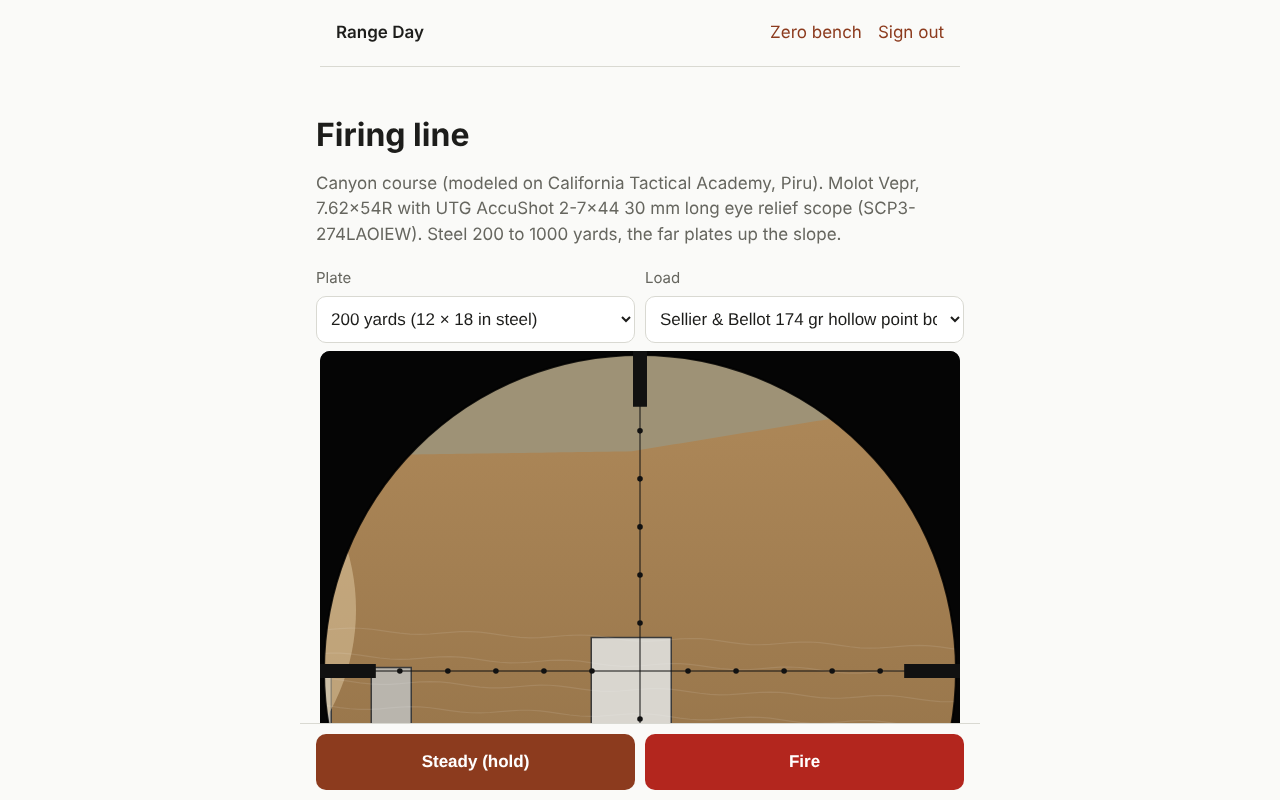 Range Day
Zero bench
Sign out
Firing line
Canyon course (modeled on California Tactical Academy, Piru). Molot Vepr,
7.62×54R with UTG AccuShot 2-7×44 30 mm long eye relief scope (SCP3-
274LAOIEW). Steel 200 to 1000 yards, the far plates up the slope.
Plate
Load
200 yards (12 × 18 in steel)
Sellier & Bellot 174 gr hollow point bo
Steady (hold)
Fire